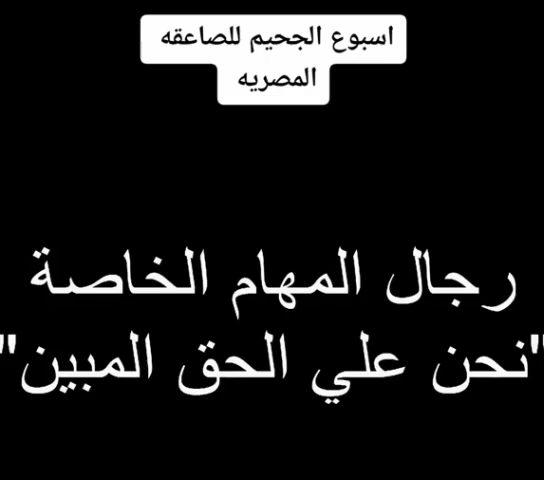 اسبوع الجحيم للصاعقه
المصريه
رجال المهام الخاصة
"نحن علي الحق المبين"